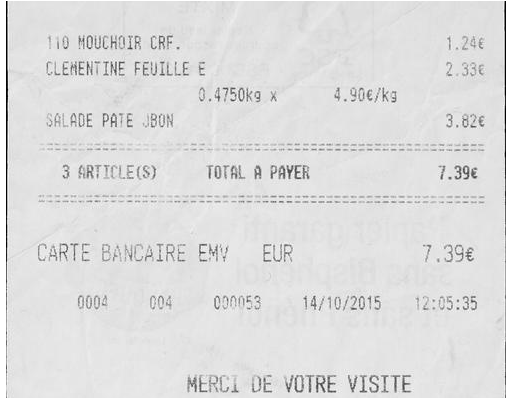 110 MOUCHOIR CRF. 1.24€
CLEMENTINE FEUILLE E 2.33€
0.4750kg x 4.90€/kg
SALADE PATE JBON 3.82€
3 ARTICLE(S) TOTAL A PAYER 7.39€
CARTE BANCAIRE EMV EUR 7.39€
0004 004 000053 14/10/2015 12:05:35
MERCI DE VOTRE VISITE